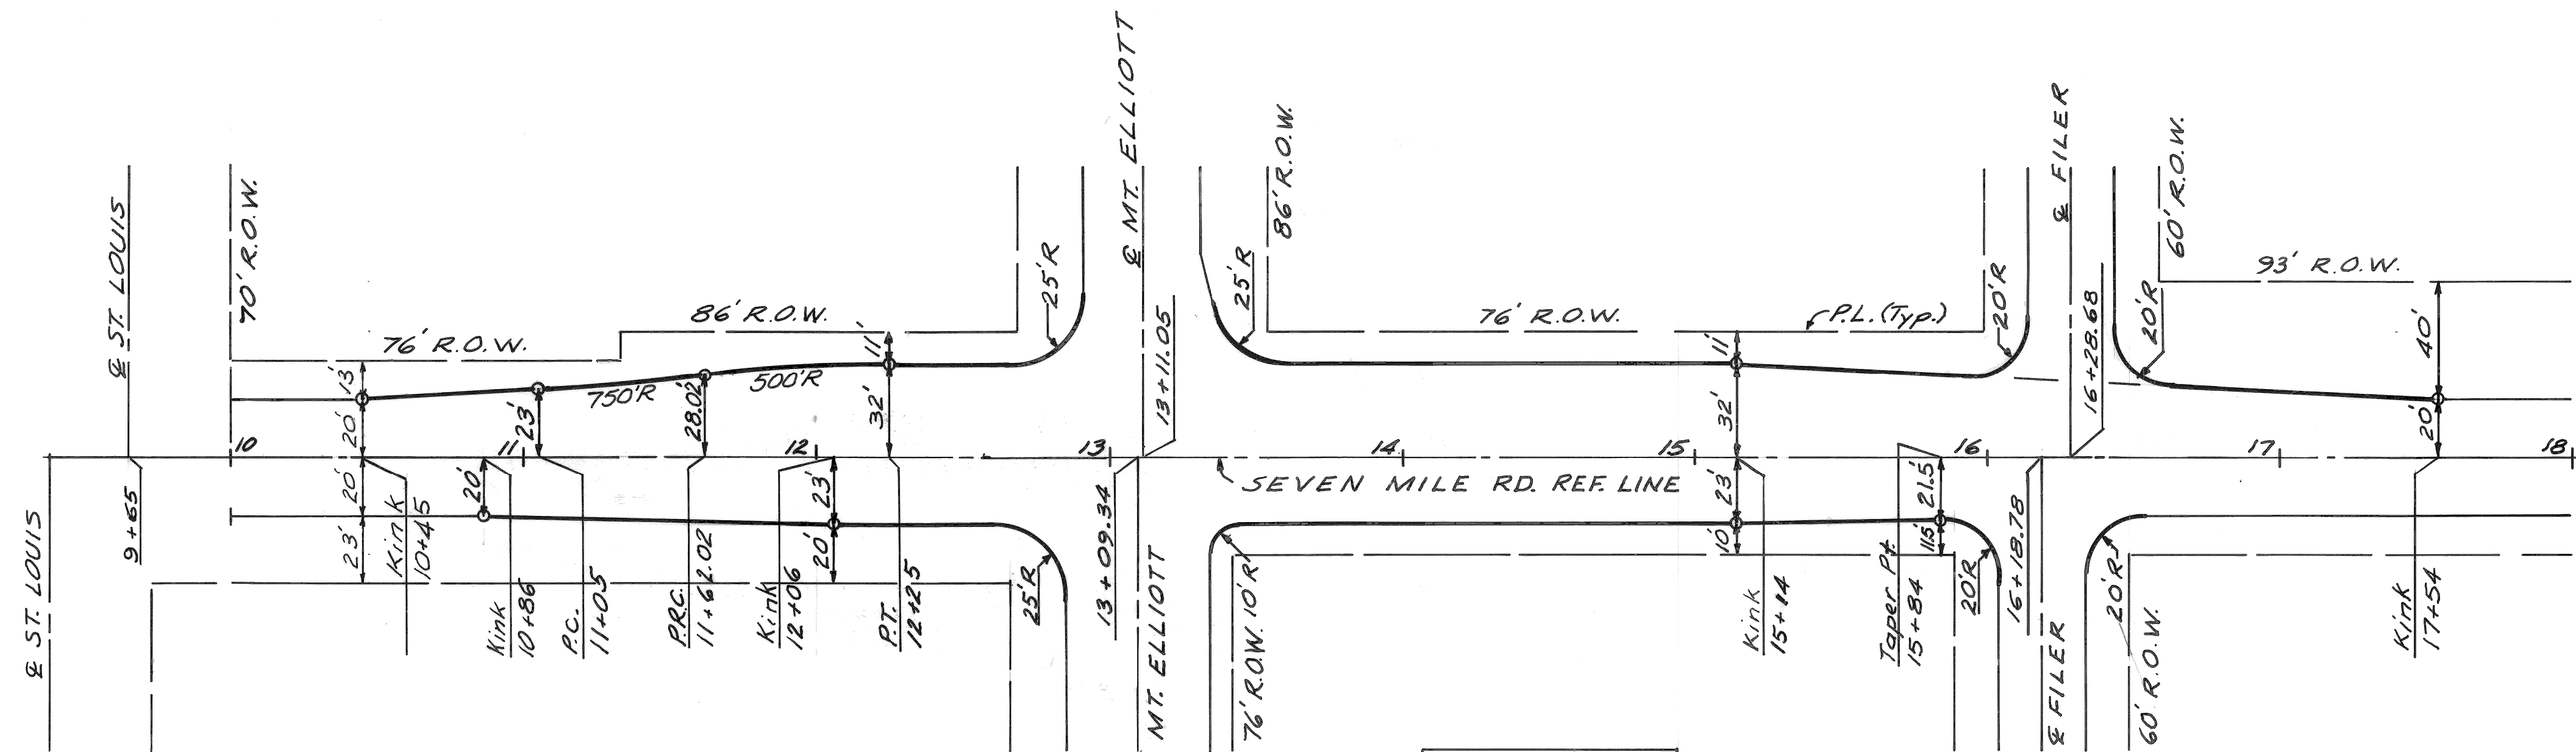 ℄ ST. LOUIS
70' R.O.W.
℄ MT. ELLIOTT
86' R.O.W.
℄ FILER
60' R.O.W.
76' R.O.W.
86' R.O.W.
25'R
25'R
76' R.O.W.
P.L. (Typ.)
20'R
20'R
93' R.O.W.
13'
20'
23'
750'R
28.02'
500'R
11'
32'
13+11.05
11'
32'
16+28.68
40'
20'
10
11
12
13
14
15
16
17
18
SEVEN MILE RD. REF. LINE
℄ ST. LOUIS
9+65
20'
23'
Kink
10+45
20'
Kink
10+86
P.C.
11+05
P.R.C.
11+62.02
Kink
12+06
23'
20'
P.T.
12+25
25'R
13+09.34
MT. ELLIOTT
76' R.O.W.
10'R
23'
10'
Kink
15+14
Taper Pt.
15+84
21.5'
11.5'
20'R
16+18.78
℄ FILER
20'R
60' R.O.W.
Kink
17+54